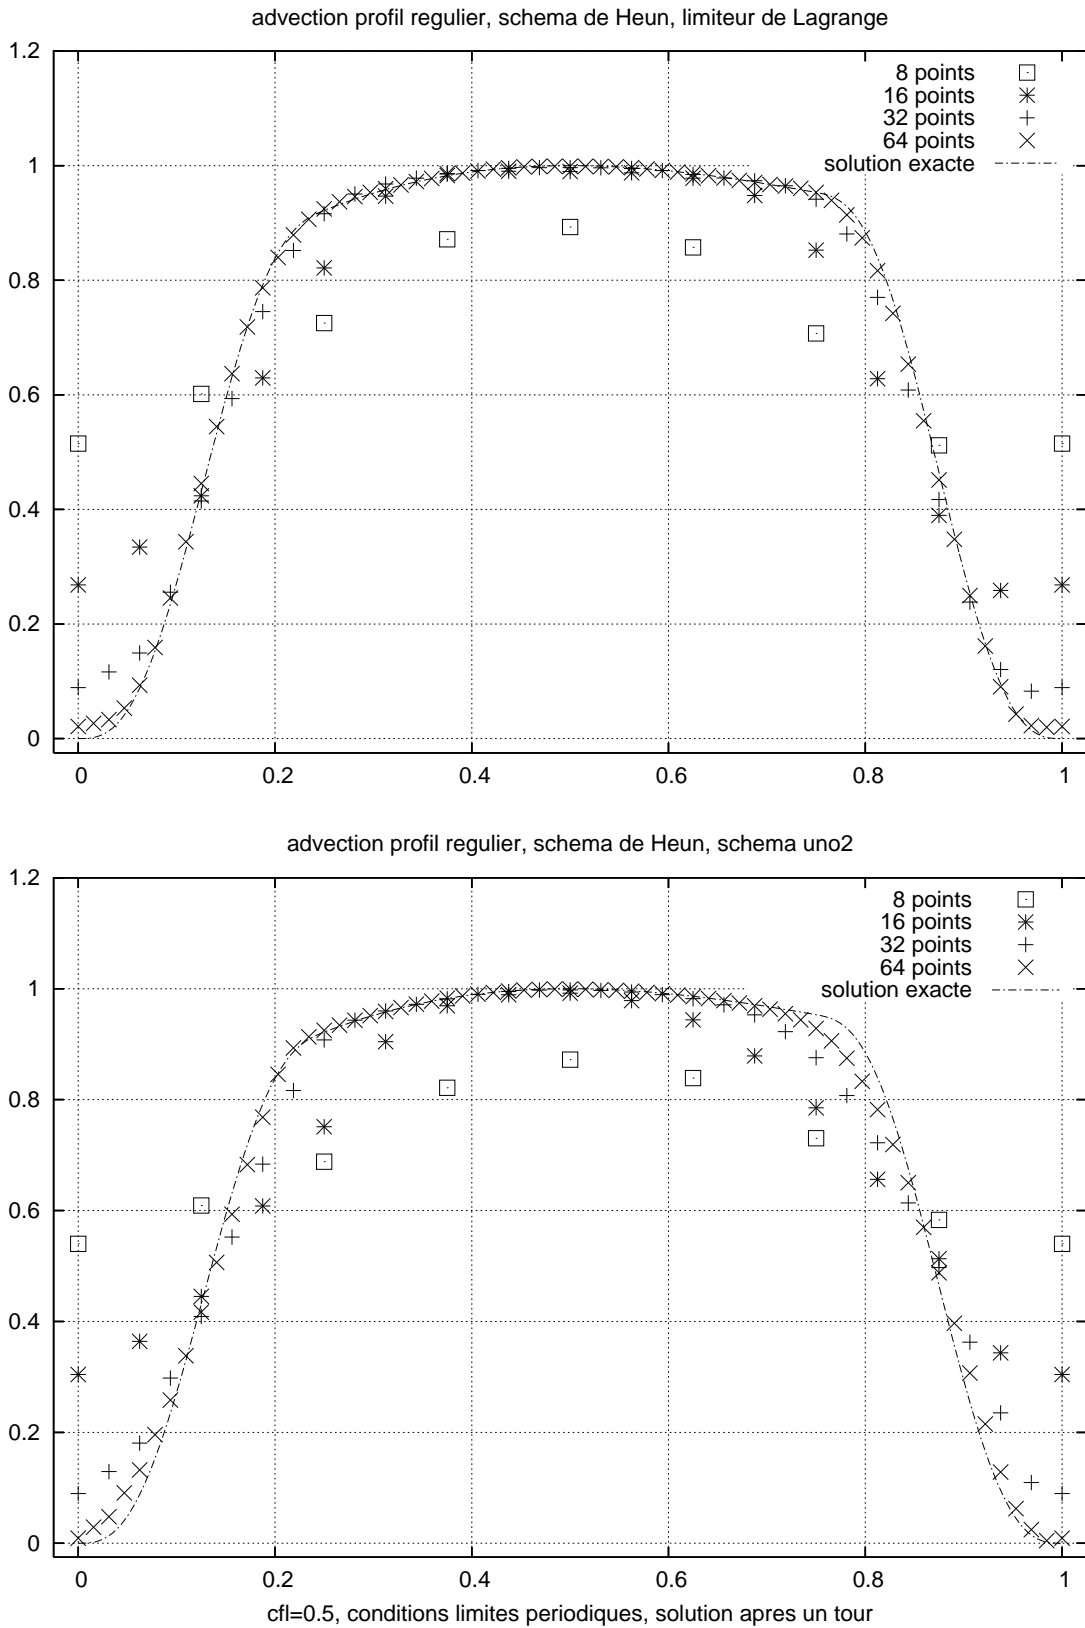 advection profil regulier, schema de Heun, limiteur de Lagrange
1.2
8 points
16 points
32 points
64 points
1
solution exacte
0.8
0.6
0.4
0.2
0
0 0.2 0.4 0.6 0.8 1
advection profil regulier, schema de Heun, schema uno2
1.2
8 points
16 points
32 points
64 points
1
solution exacte
0.8
0.6
0.4
0.2
0
0 0.2 0.4 0.6 0.8 1
cfl=0.5, conditions limites periodiques, solution apres un tour